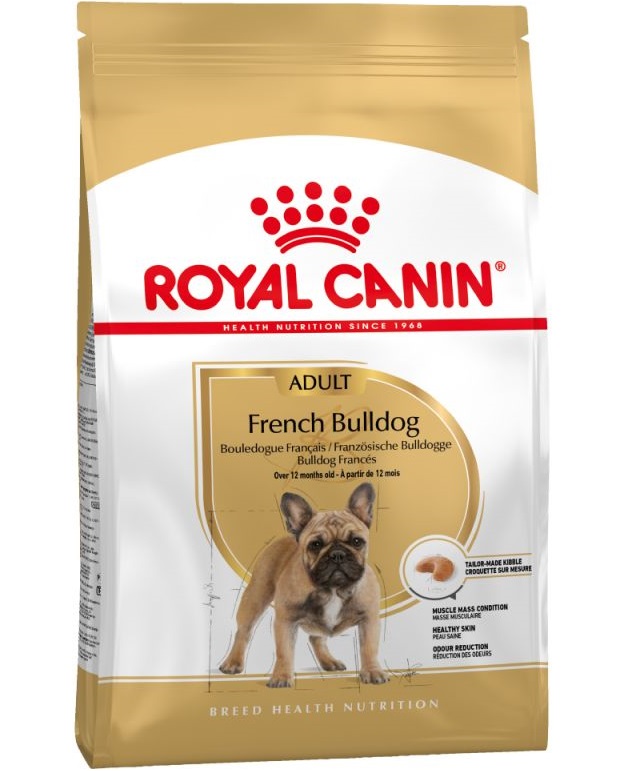 ROYAL CANIN®
HEALTH NUTRITION SINCE 1968
ADULT
French Bulldog
Bouledogue Français / Französische Bulldogge
Bulldog Francés
Over 12 months old - À partir de 12 mois
TAILOR-MADE KIBBLE
CROQUETTE SUR MESURE
MUSCLE MASS CONDITION
MASSE MUSCULAIRE
HEALTHY SKIN
PEAU SAINE
ODOUR REDUCTION
RÉDUCTION DES ODEURS
BREED HEALTH NUTRITION